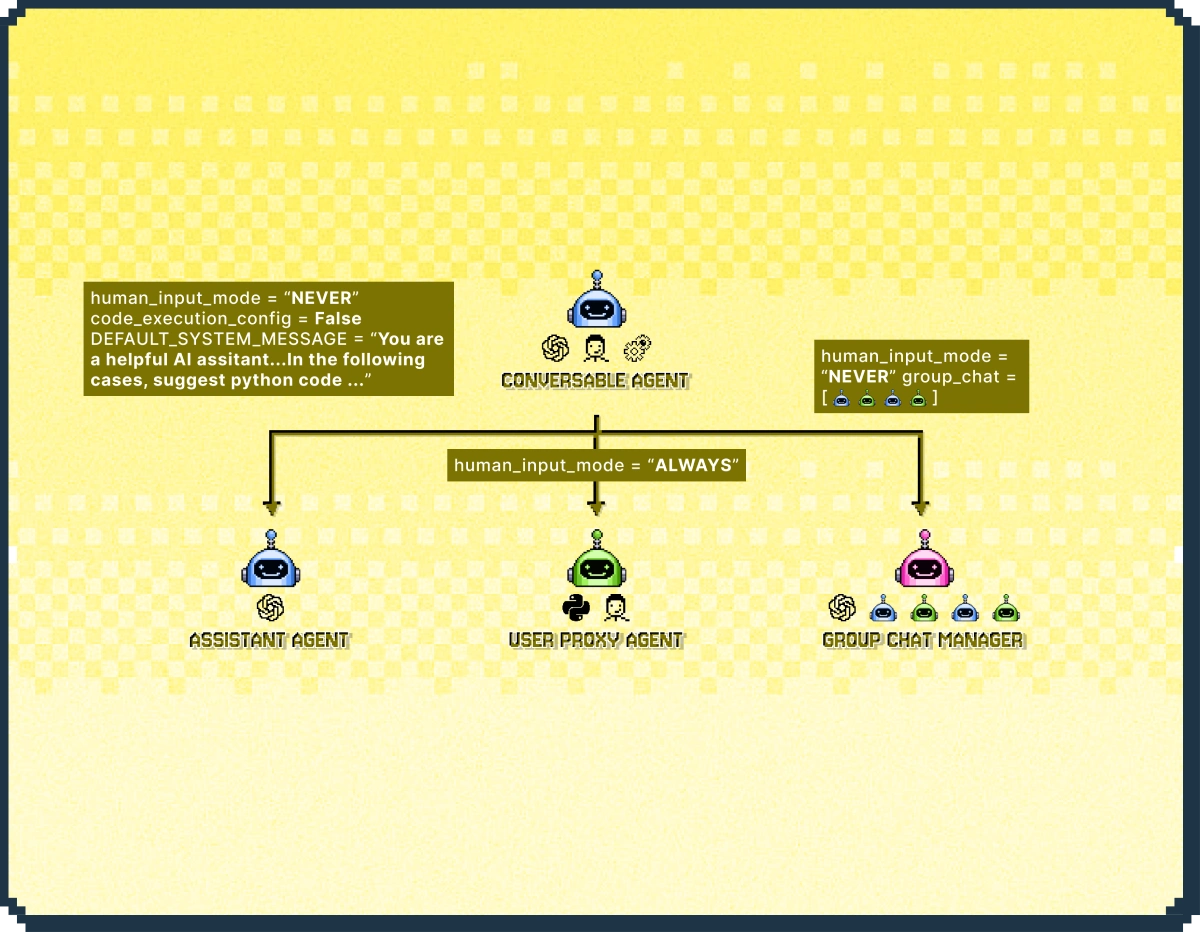 human_input_mode = “NEVER”
code_execution_config = False
DEFAULT_SYSTEM_MESSAGE = “You are
a helpful AI assitant...In the following
cases, suggest python code ...”
CONVERSABLE AGENT
human_input_mode =
“NEVER” group_chat =
[ ]
human_input_mode = “ALWAYS”
ASSISTANT AGENT
USER PROXY AGENT
GROUP CHAT MANAGER